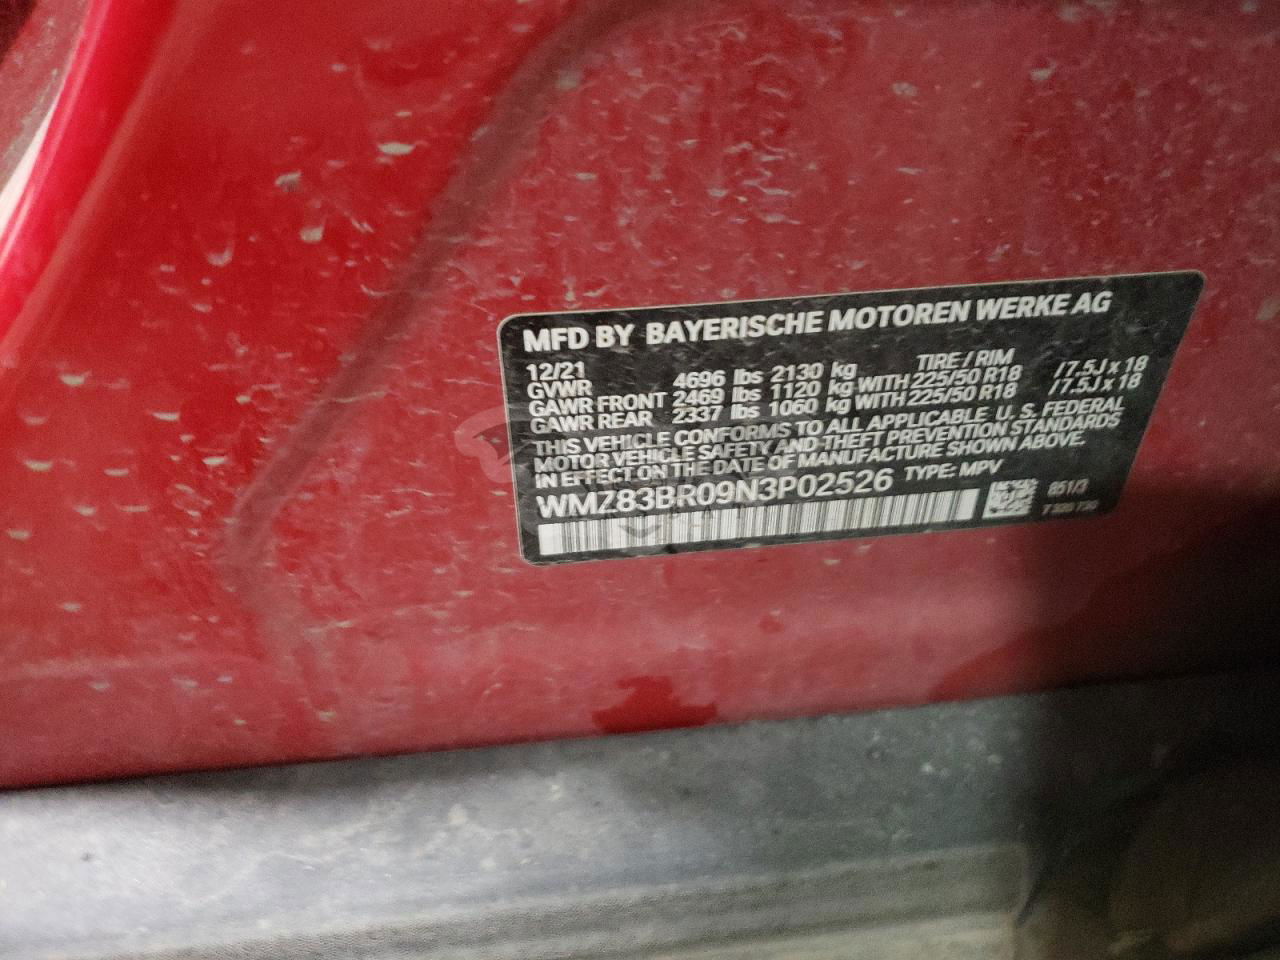 MFD BY BAYERISCHE MOTOREN WERKE AG
12/21 TIRE / RIM
GVWR 4696 lbs 2130 kg
GAWR FRONT 2469 lbs 1120 kg WITH 225/50 R18 / 7.5J x 18
GAWR REAR 2337 lbs 1060 kg WITH 225/50 R18 / 7.5J x 18
THIS VEHICLE CONFORMS TO ALL APPLICABLE U. S. FEDERAL
MOTOR VEHICLE SAFETY AND THEFT PREVENTION STANDARDS
IN EFFECT ON THE DATE OF MANUFACTURE SHOWN ABOVE.
WMZ83BR09N3P02526 TYPE: MPV
851/3